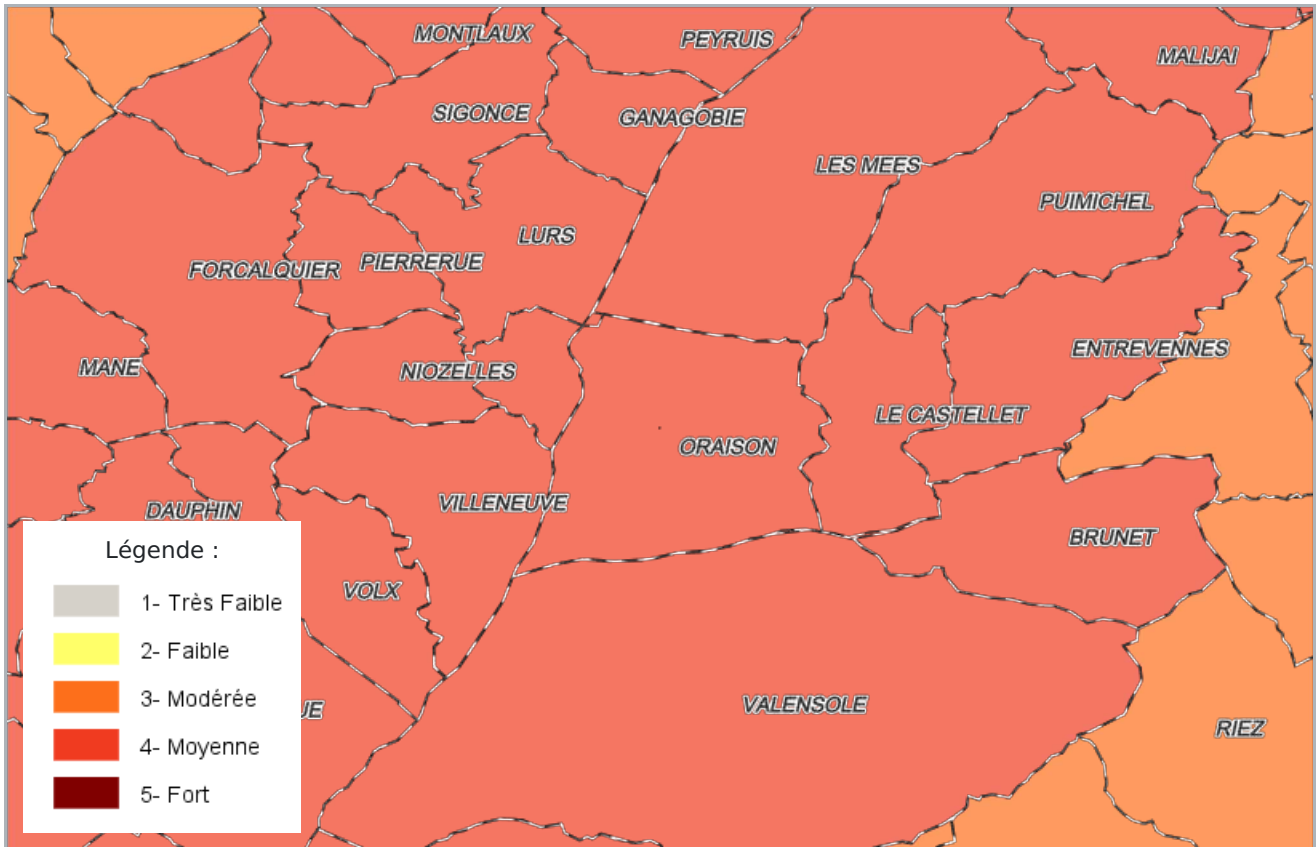 MONTLAUX
PEYRUIS
MALIJAI
SIGONCE
GANAGOBIE
LES MEES
PUIMICHEL
LURS
FORCALQUIER
PIERRERUE
MANE
NIOZELLES
ENTREVENNES
LE CASTELLET
ORAISON
DAUPHIN
VILLENEUVE
BRUNET
VOLX
VALENSOLE
RIEZ
UE
Légende :
1- Très Faible
2- Faible
3- Modérée
4- Moyenne
5- Fort